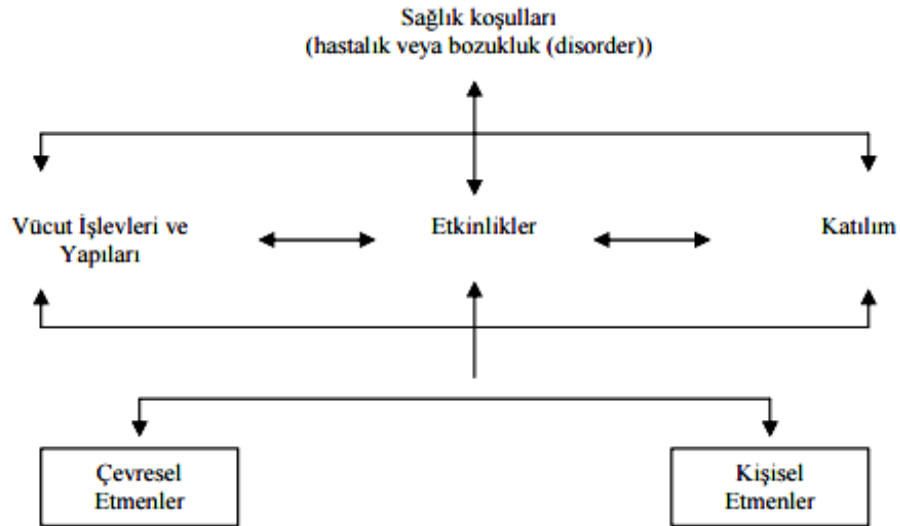 Sağlık koşulları
(hastalık veya bozukluk (disorder))
Vücut İşlevleri ve
Yapıları
Etkinlikler
Katılım
Çevresel
Etmenler
Kişisel
Etmenler